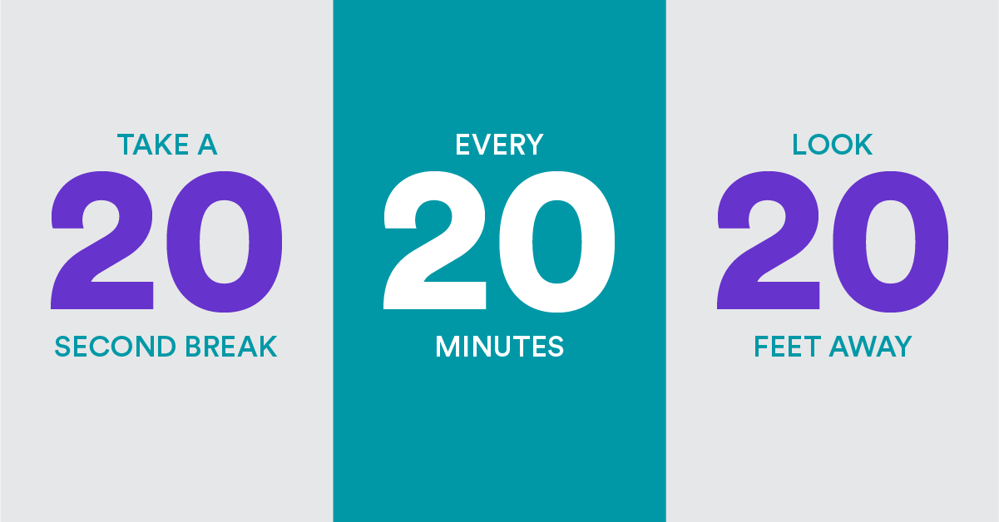 TAKE A
20
SECOND BREAK
EVERY
20
MINUTES
LOOK
20
FEET AWAY